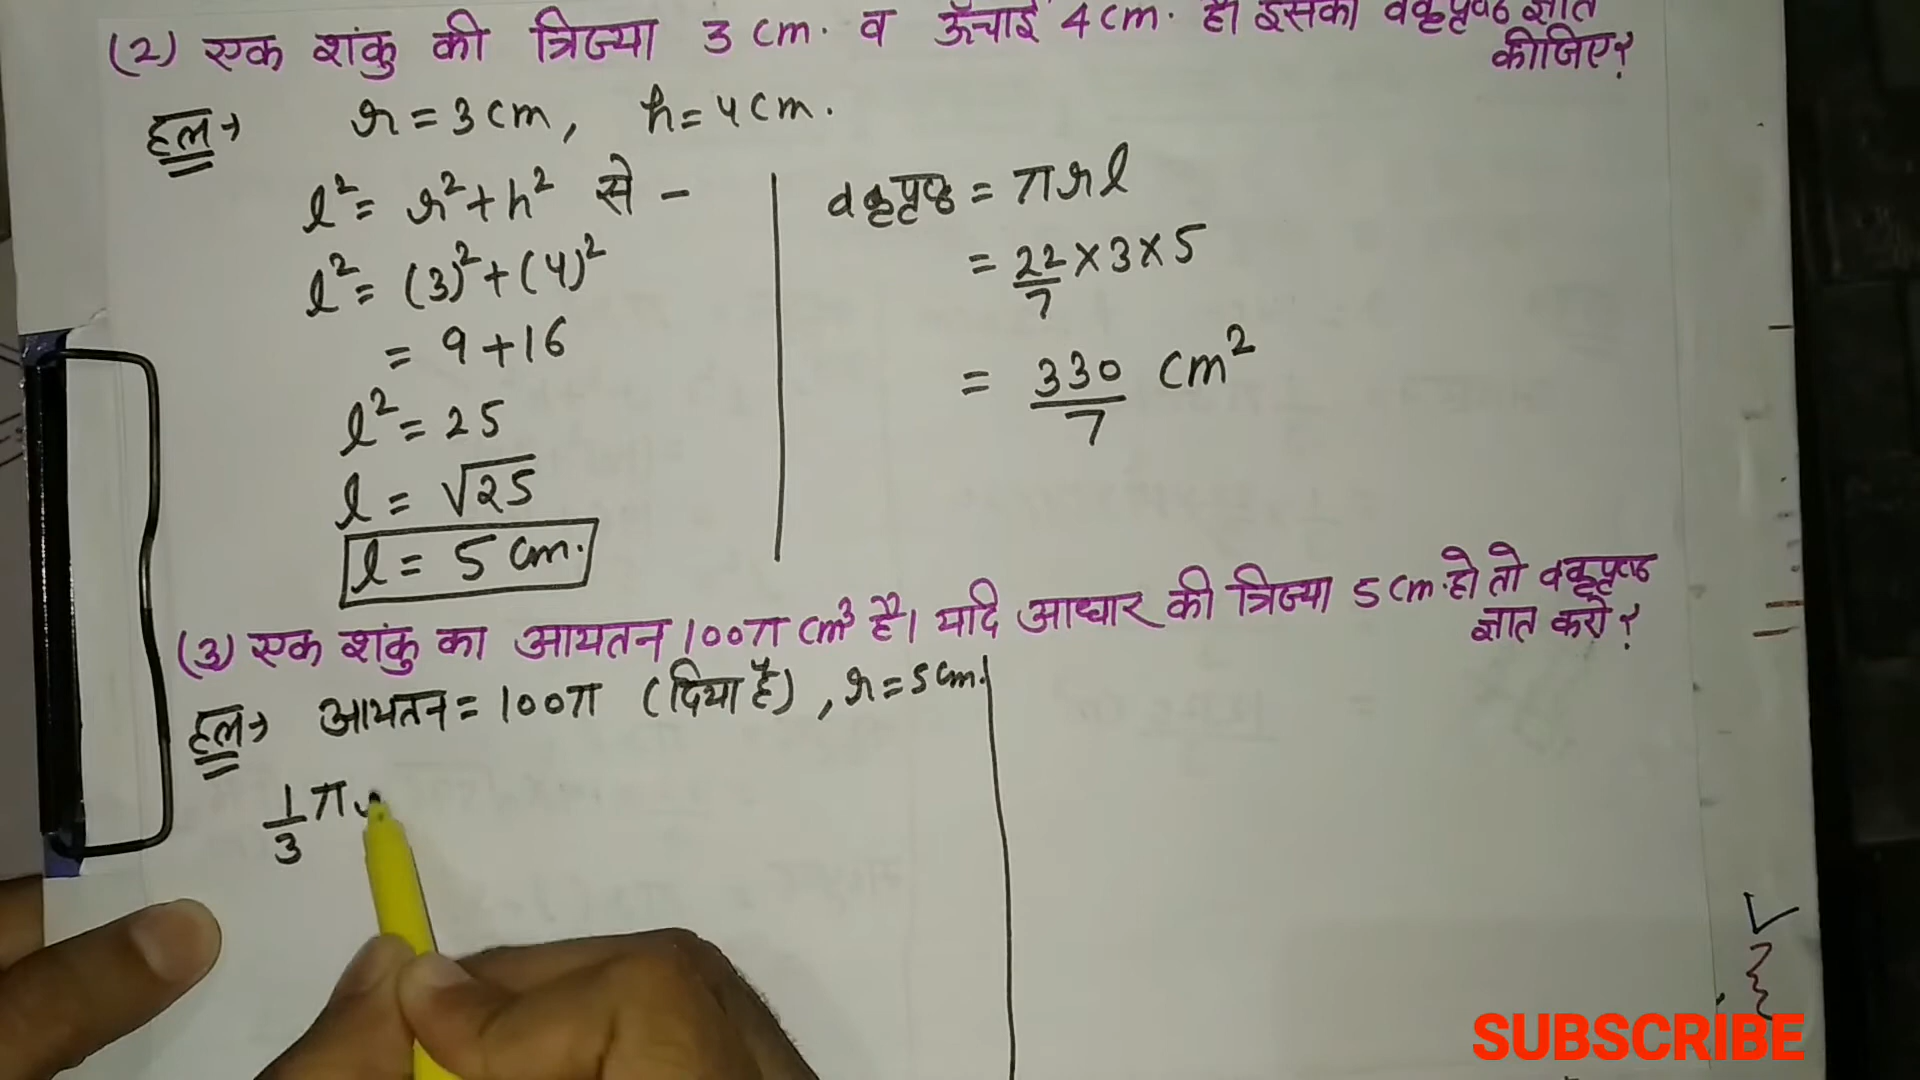 (2) एक शंकु की त्रिज्या 3 cm. व ऊँचाई 4 cm. है। इसका वक्रपृष्ठ ज्ञात
कीजिए?
हल→ r = 3 cm, h = 4 cm.
l² = r² + h² से -
l² = (3)² + (4)²
= 9 + 16
l² = 25
l = √25
l = 5 cm.
वक्रपृष्ठ = πrl
= 22/7 × 3 × 5
= 330/7 cm²
(3) एक शंकु का आयतन 100π cm³ है। यदि आधार की त्रिज्या 5 cm. हो तो वक्रपृष्ठ
ज्ञात करो?
हल→ आयतन = 100π (दिया है), r = 5 cm.
1/3 π
SUBSCRIBE